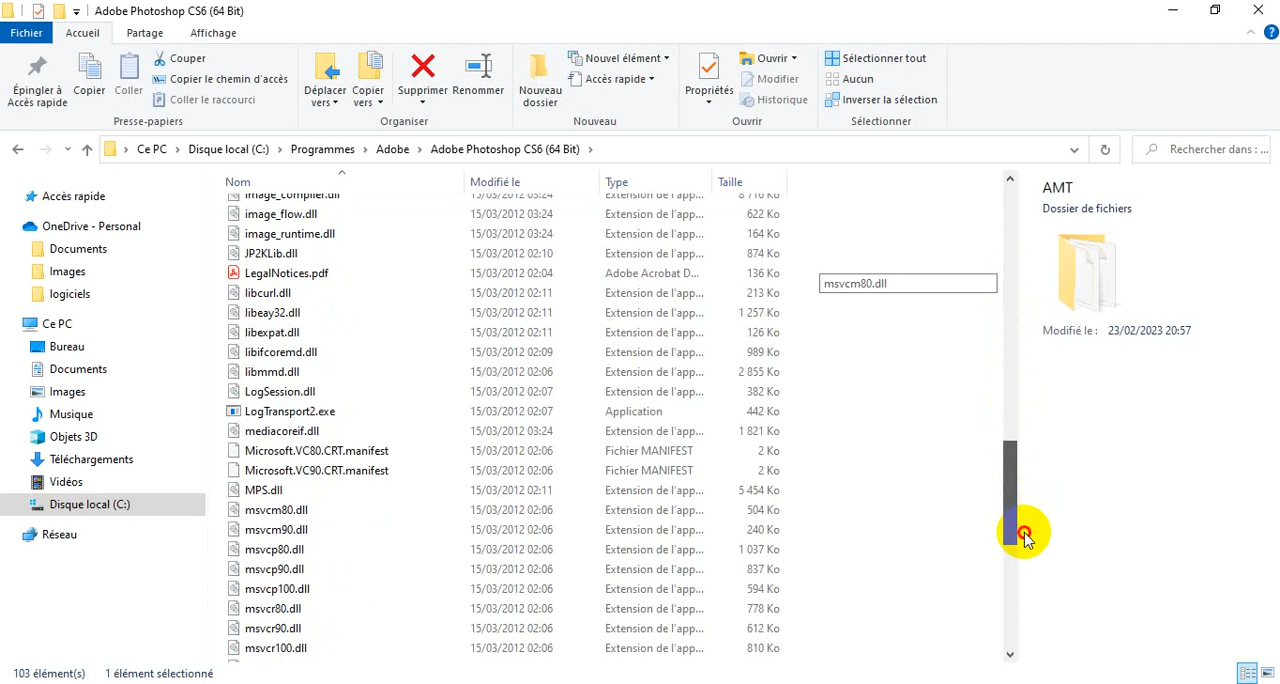 Adobe Photoshop CS6 (64 Bit)
Fichier Accueil Partage Affichage
Épingler à Accès rapide
Copier
Coller
Couper
Copier le chemin d'accès
Coller le raccourci
Presse-papiers
Déplacer vers
Copier vers
Supprimer
Renommer
Organiser
Nouveau dossier
Nouvel élément
Accès rapide
Nouveau
Propriétés
Ouvrir
Modifier
Historique
Ouvrir
Sélectionner tout
Aucun
Inverser la sélection
Sélectionner
Ce PC > Disque local (C:) > Programmes > Adobe > Adobe Photoshop CS6 (64 Bit) >
Rechercher dans : ...
Accès rapide
OneDrive - Personal
Documents
Images
logiciels
Ce PC
Bureau
Documents
Images
Musique
Objets 3D
Téléchargements
Vidéos
Disque local (C:)
Réseau
Nom Modifié le Type Taille
image_compiler.dll 15/03/2012 03:24 Extension de l'app... 8 710 Ko
image_flow.dll 15/03/2012 03:24 Extension de l'app... 622 Ko
image_runtime.dll 15/03/2012 03:24 Extension de l'app... 164 Ko
JP2KLib.dll 15/03/2012 02:10 Extension de l'app... 874 Ko
LegalNotices.pdf 15/03/2012 02:04 Adobe Acrobat D... 136 Ko
libcurl.dll 15/03/2012 02:11 Extension de l'app... 213 Ko
libeay32.dll 15/03/2012 02:11 Extension de l'app... 1 257 Ko
libexpat.dll 15/03/2012 02:11 Extension de l'app... 126 Ko
libifcoremd.dll 15/03/2012 02:09 Extension de l'app... 989 Ko
libmmd.dll 15/03/2012 02:06 Extension de l'app... 2 855 Ko
LogSession.dll 15/03/2012 02:07 Extension de l'app... 382 Ko
LogTransport2.exe 15/03/2012 02:07 Application 442 Ko
mediacoreif.dll 15/03/2012 03:24 Extension de l'app... 1 821 Ko
Microsoft.VC80.CRT.manifest 15/03/2012 02:06 Fichier MANIFEST 2 Ko
Microsoft.VC90.CRT.manifest 15/03/2012 02:06 Fichier MANIFEST 2 Ko
MPS.dll 15/03/2012 02:11 Extension de l'app... 5 454 Ko
msvcm80.dll 15/03/2012 02:06 Extension de l'app... 504 Ko
msvcm90.dll 15/03/2012 02:06 Extension de l'app... 240 Ko
msvcp80.dll 15/03/2012 02:06 Extension de l'app... 1 037 Ko
msvcp90.dll 15/03/2012 02:06 Extension de l'app... 837 Ko
msvcp100.dll 15/03/2012 02:06 Extension de l'app... 594 Ko
msvcr80.dll 15/03/2012 02:06 Extension de l'app... 778 Ko
msvcr90.dll 15/03/2012 02:06 Extension de l'app... 612 Ko
msvcr100.dll 15/03/2012 02:06 Extension de l'app... 810 Ko
msvcm80.dll
AMT
Dossier de fichiers
Modifié le : 23/02/2023 20:57
103 élément(s) 1 élément sélectionné